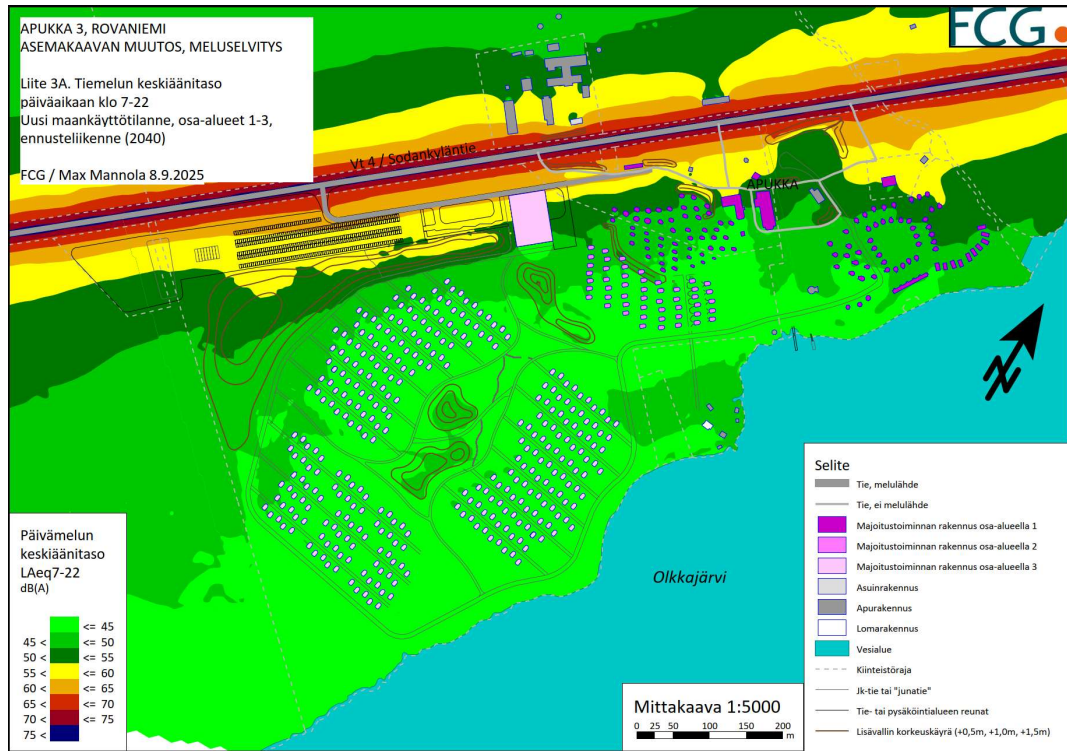 APUKKA 3, ROVANIEMI
ASEMAKAAVAN MUUTOS, MELUSELVITYS
Liite 3A. Tiemelun keskiäänitaso
päiväaikaan klo 7-22
Uusi maankäyttötilanne, osa-alueet 1-3,
ennusteliikenne (2040)
FCG / Max Mannola 8.9.2025
FCG.
Vt 4 / Sodankyläntie
APUKKA
Olkkajärvi
Päivämelun
keskiäänitaso
LAeq7-22
dB(A)
<= 45
45 < <= 50
50 < <= 55
55 < <= 60
60 < <= 65
65 < <= 70
70 < <= 75
75 <
Mittakaava 1:5000
0 25 50 100 150 200
m
Selite
Tie, melulähde
Tie, ei melulähde
Majoitustoiminnan rakennus osa-alueella 1
Majoitustoiminnan rakennus osa-alueella 2
Majoitustoiminnan rakennus osa-alueella 3
Asuinrakennus
Apurakennus
Lomarakennus
Vesialue
Kiinteistöraja
Jk-tie tai "junatie"
Tie- tai pysäköintialueen reunat
Lisävallin korkeuskäyrä (+0,5m, +1,0m, +1,5m)